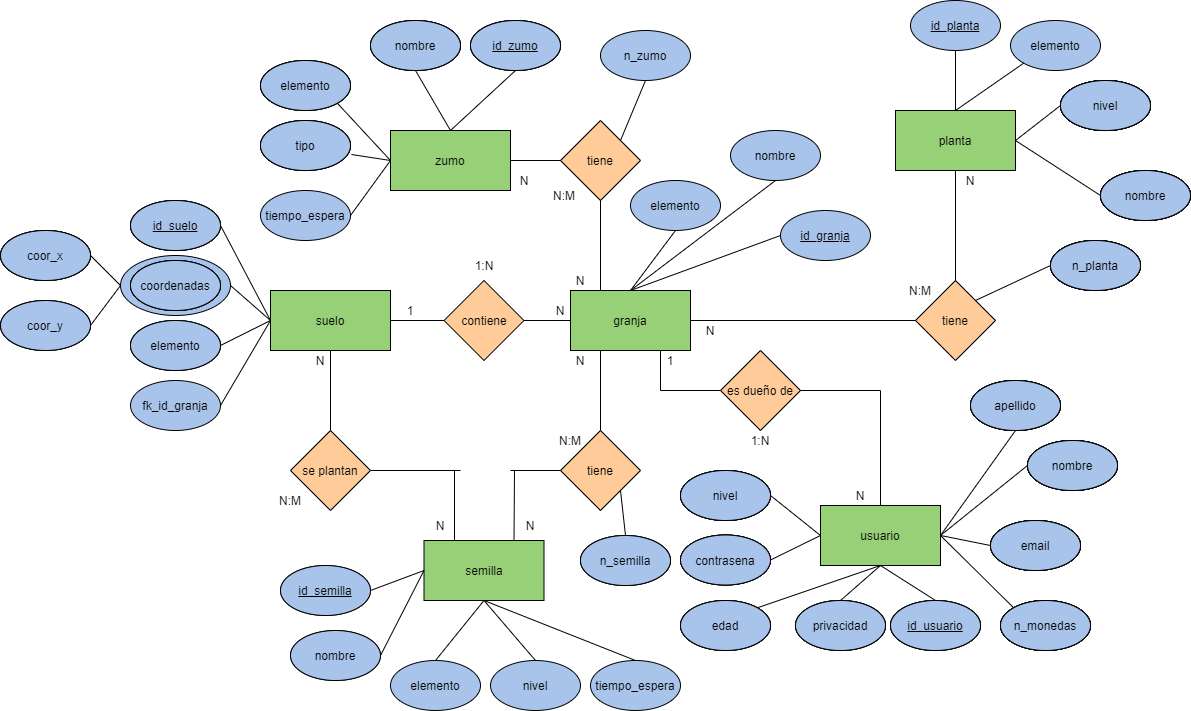 id_planta
elemento
nivel
planta
nombre
N
n_planta
N:M
tiene
N
nombre
id_zumo
n_zumo
elemento
tipo
tiempo_espera
zumo
N
tiene
N:M
N
nombre
elemento
id_granja
id_suelo
coor_x
coordenadas
coor_y
elemento
fk_id_granja
suelo
1
1:N
contiene
N
granja
N
N
1
es dueño de
1:N
N
se plantan
N:M
N
N:M
tiene
N
n_semilla
N
semilla
id_semilla
nombre
elemento
nivel
tiempo_espera
apellido
nombre
nivel
usuario
email
contrasena
edad
privacidad
id_usuario
n_monedas